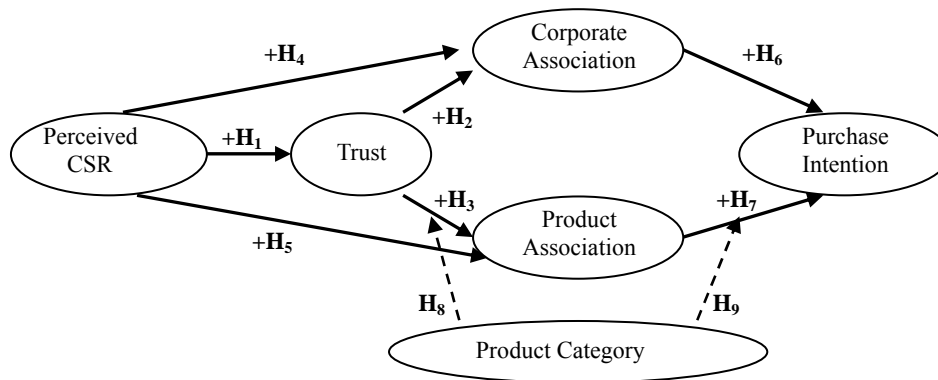 Corporate
Association
+H4
+H6
+H2
Perceived
CSR
+H1
Trust
Purchase
Intention
+H3
+H7
Product
Association
+H5
H8
H9
Product Category